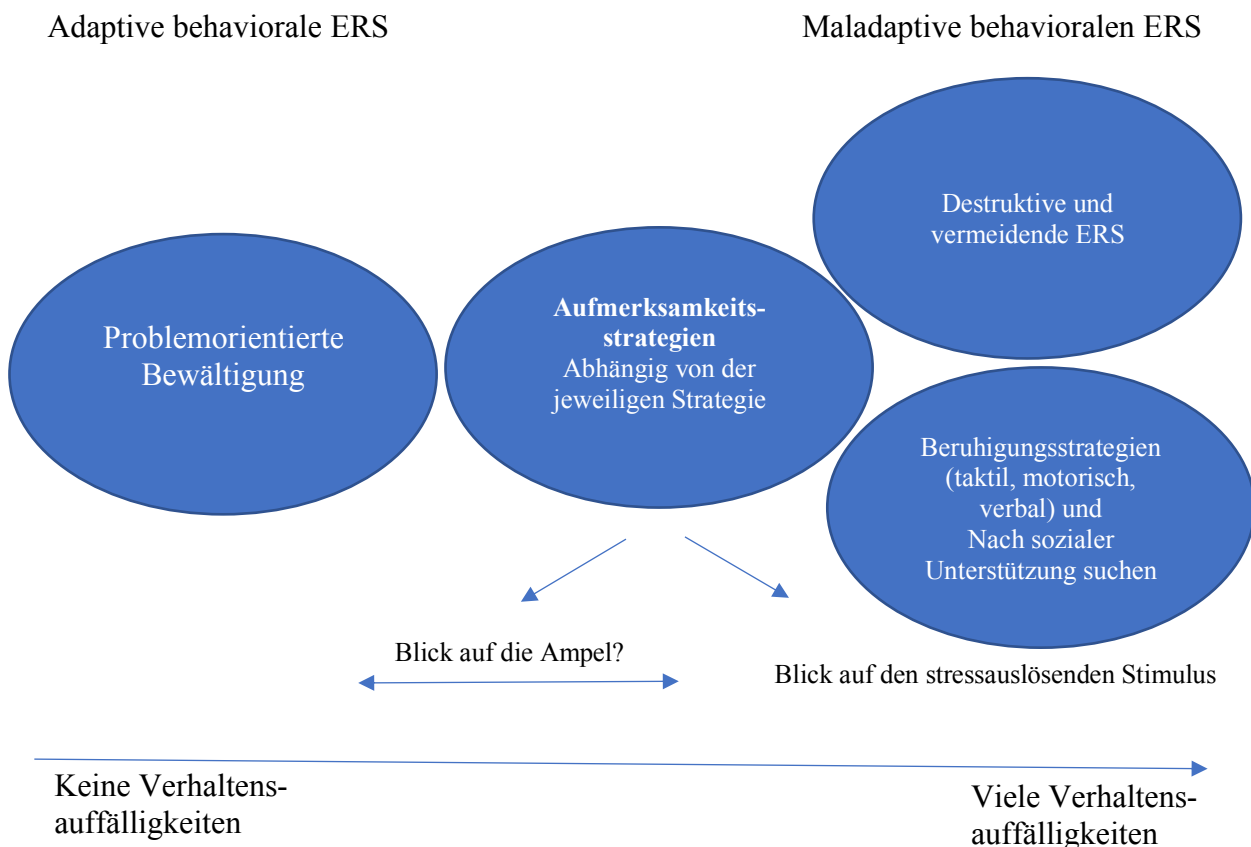 Adaptive behaviorale ERS
Maladaptive behavioralen ERS
Problemorientierte
Bewältigung
Aufmerksamkeits-
strategien
Abhängig von der
jeweiligen Strategie
Destruktive und
vermeidende ERS
Beruhigungsstrategien
(taktil, motorisch,
verbal) und
Nach sozialer
Unterstützung suchen
Blick auf die Ampel?
Blick auf den stressauslösenden Stimulus
Keine Verhaltens-
auffälligkeiten
Viele Verhaltens-
auffälligkeiten